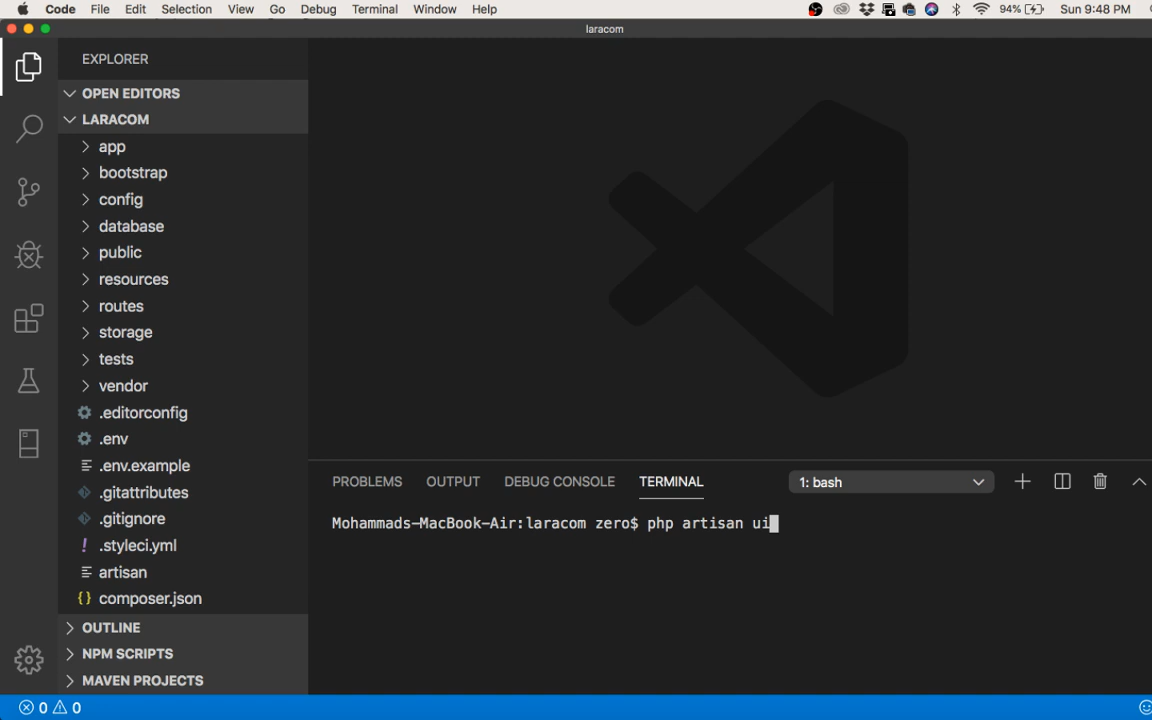 Code File Edit Selection View Go Debug Terminal Window Help 94% Sun 9:48 PM
laracom
EXPLORER
OPEN EDITORS
LARACOM
app
bootstrap
config
database
public
resources
routes
storage
tests
vendor
.editorconfig
.env
.env.example
.gitattributes
.gitignore
.styleci.yml
artisan
composer.json
OUTLINE
NPM SCRIPTS
MAVEN PROJECTS
PROBLEMS OUTPUT DEBUG CONSOLE TERMINAL 1: bash
Mohammads-MacBook-Air:laracom zero$ php artisan ui
0 0